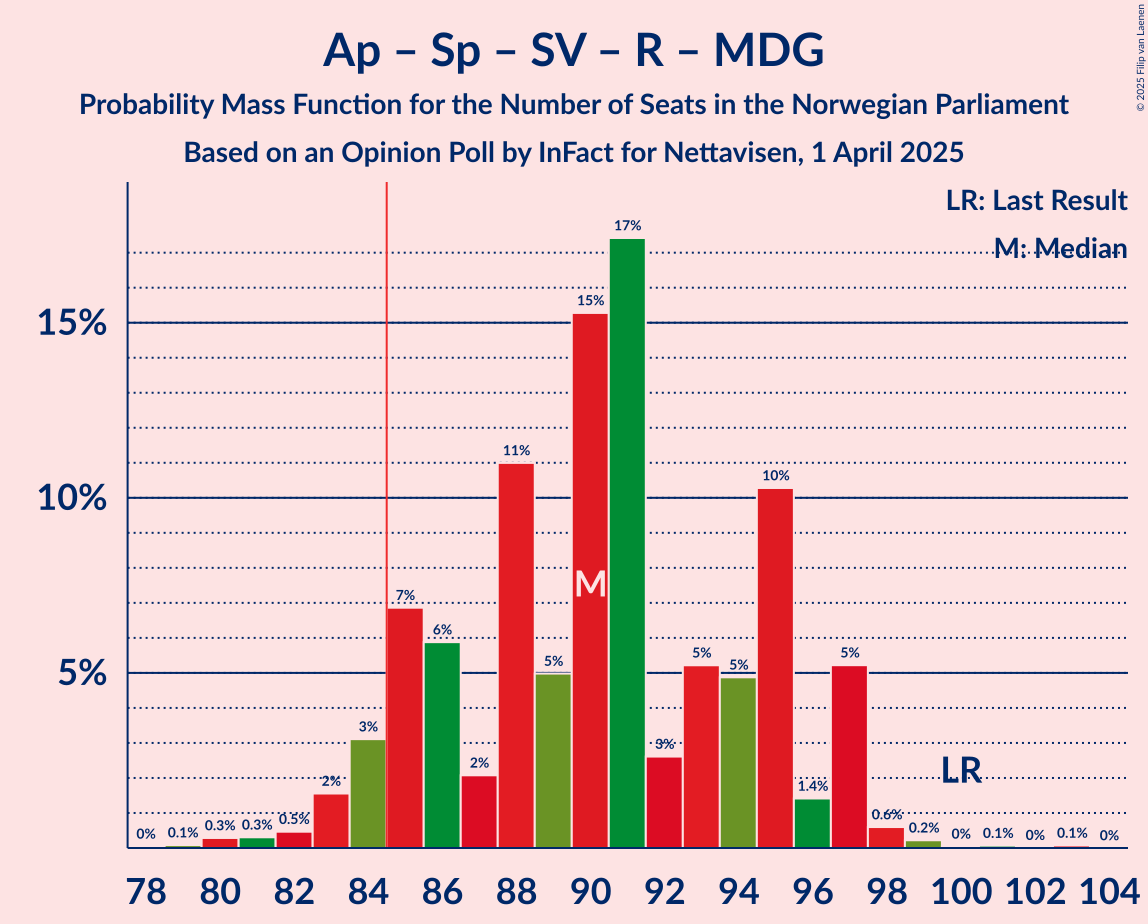 Ap – Sp – SV – R – MDG
Probability Mass Function for the Number of Seats in the Norwegian Parliament
Based on an Opinion Poll by InFact for Nettavisen, 1 April 2025
© 2025 Filip van Laenen
LR: Last Result
M: Median
15%
10%
5%
0% 0.1% 0.3% 0.3% 0.5% 2% 3% 7% 6% 2% 11% 5% 15% 17% 3% 5% 5% 10% 1.4% 5% 0.6% 0.2% 0% 0.1% 0% 0.1% 0%
M
LR
78 80 82 84 86 88 90 92 94 96 98 100 102 104